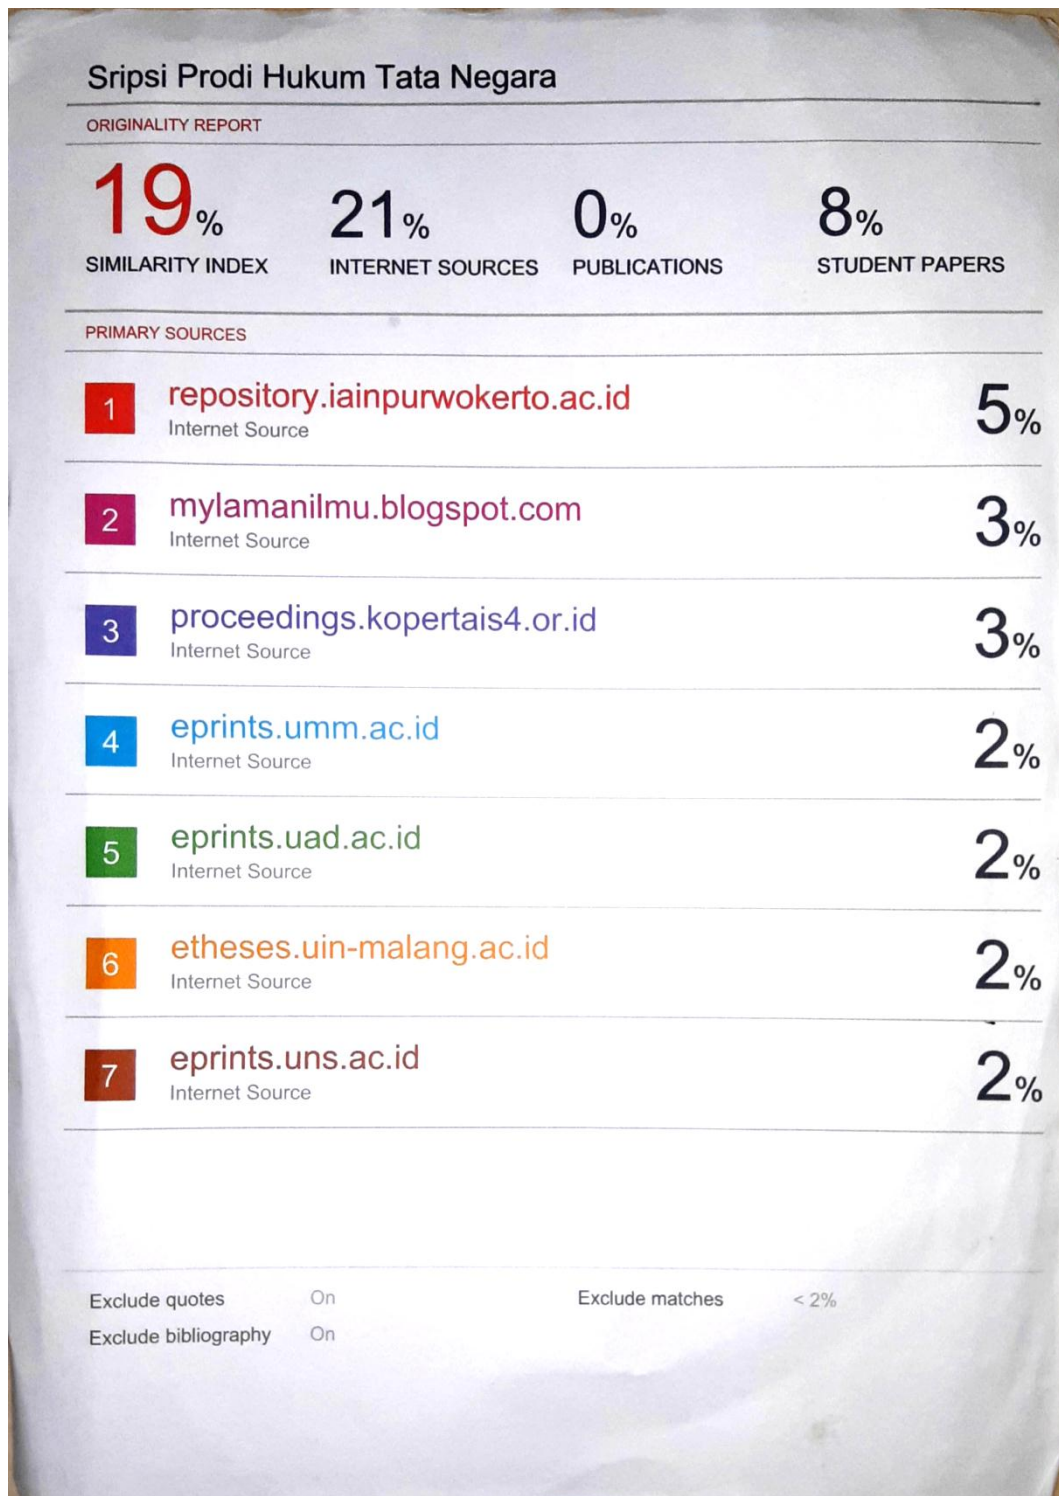 Sripsi Prodi Hukum Tata Negara
ORIGINALITY REPORT
19% 21% 0% 8%
SIMILARITY INDEX INTERNET SOURCES PUBLICATIONS STUDENT PAPERS
PRIMARY SOURCES
1 repository.iainpurwokerto.ac.id 5%
Internet Source
2 mylamanilmu.blogspot.com 3%
Internet Source
3 proceedings.kopertais4.or.id 3%
Internet Source
4 eprints.umm.ac.id 2%
Internet Source
5 eprints.uad.ac.id 2%
Internet Source
6 etheses.uin-malang.ac.id 2%
Internet Source
7 eprints.uns.ac.id 2%
Internet Source
Exclude quotes On Exclude matches < 2%
Exclude bibliography On